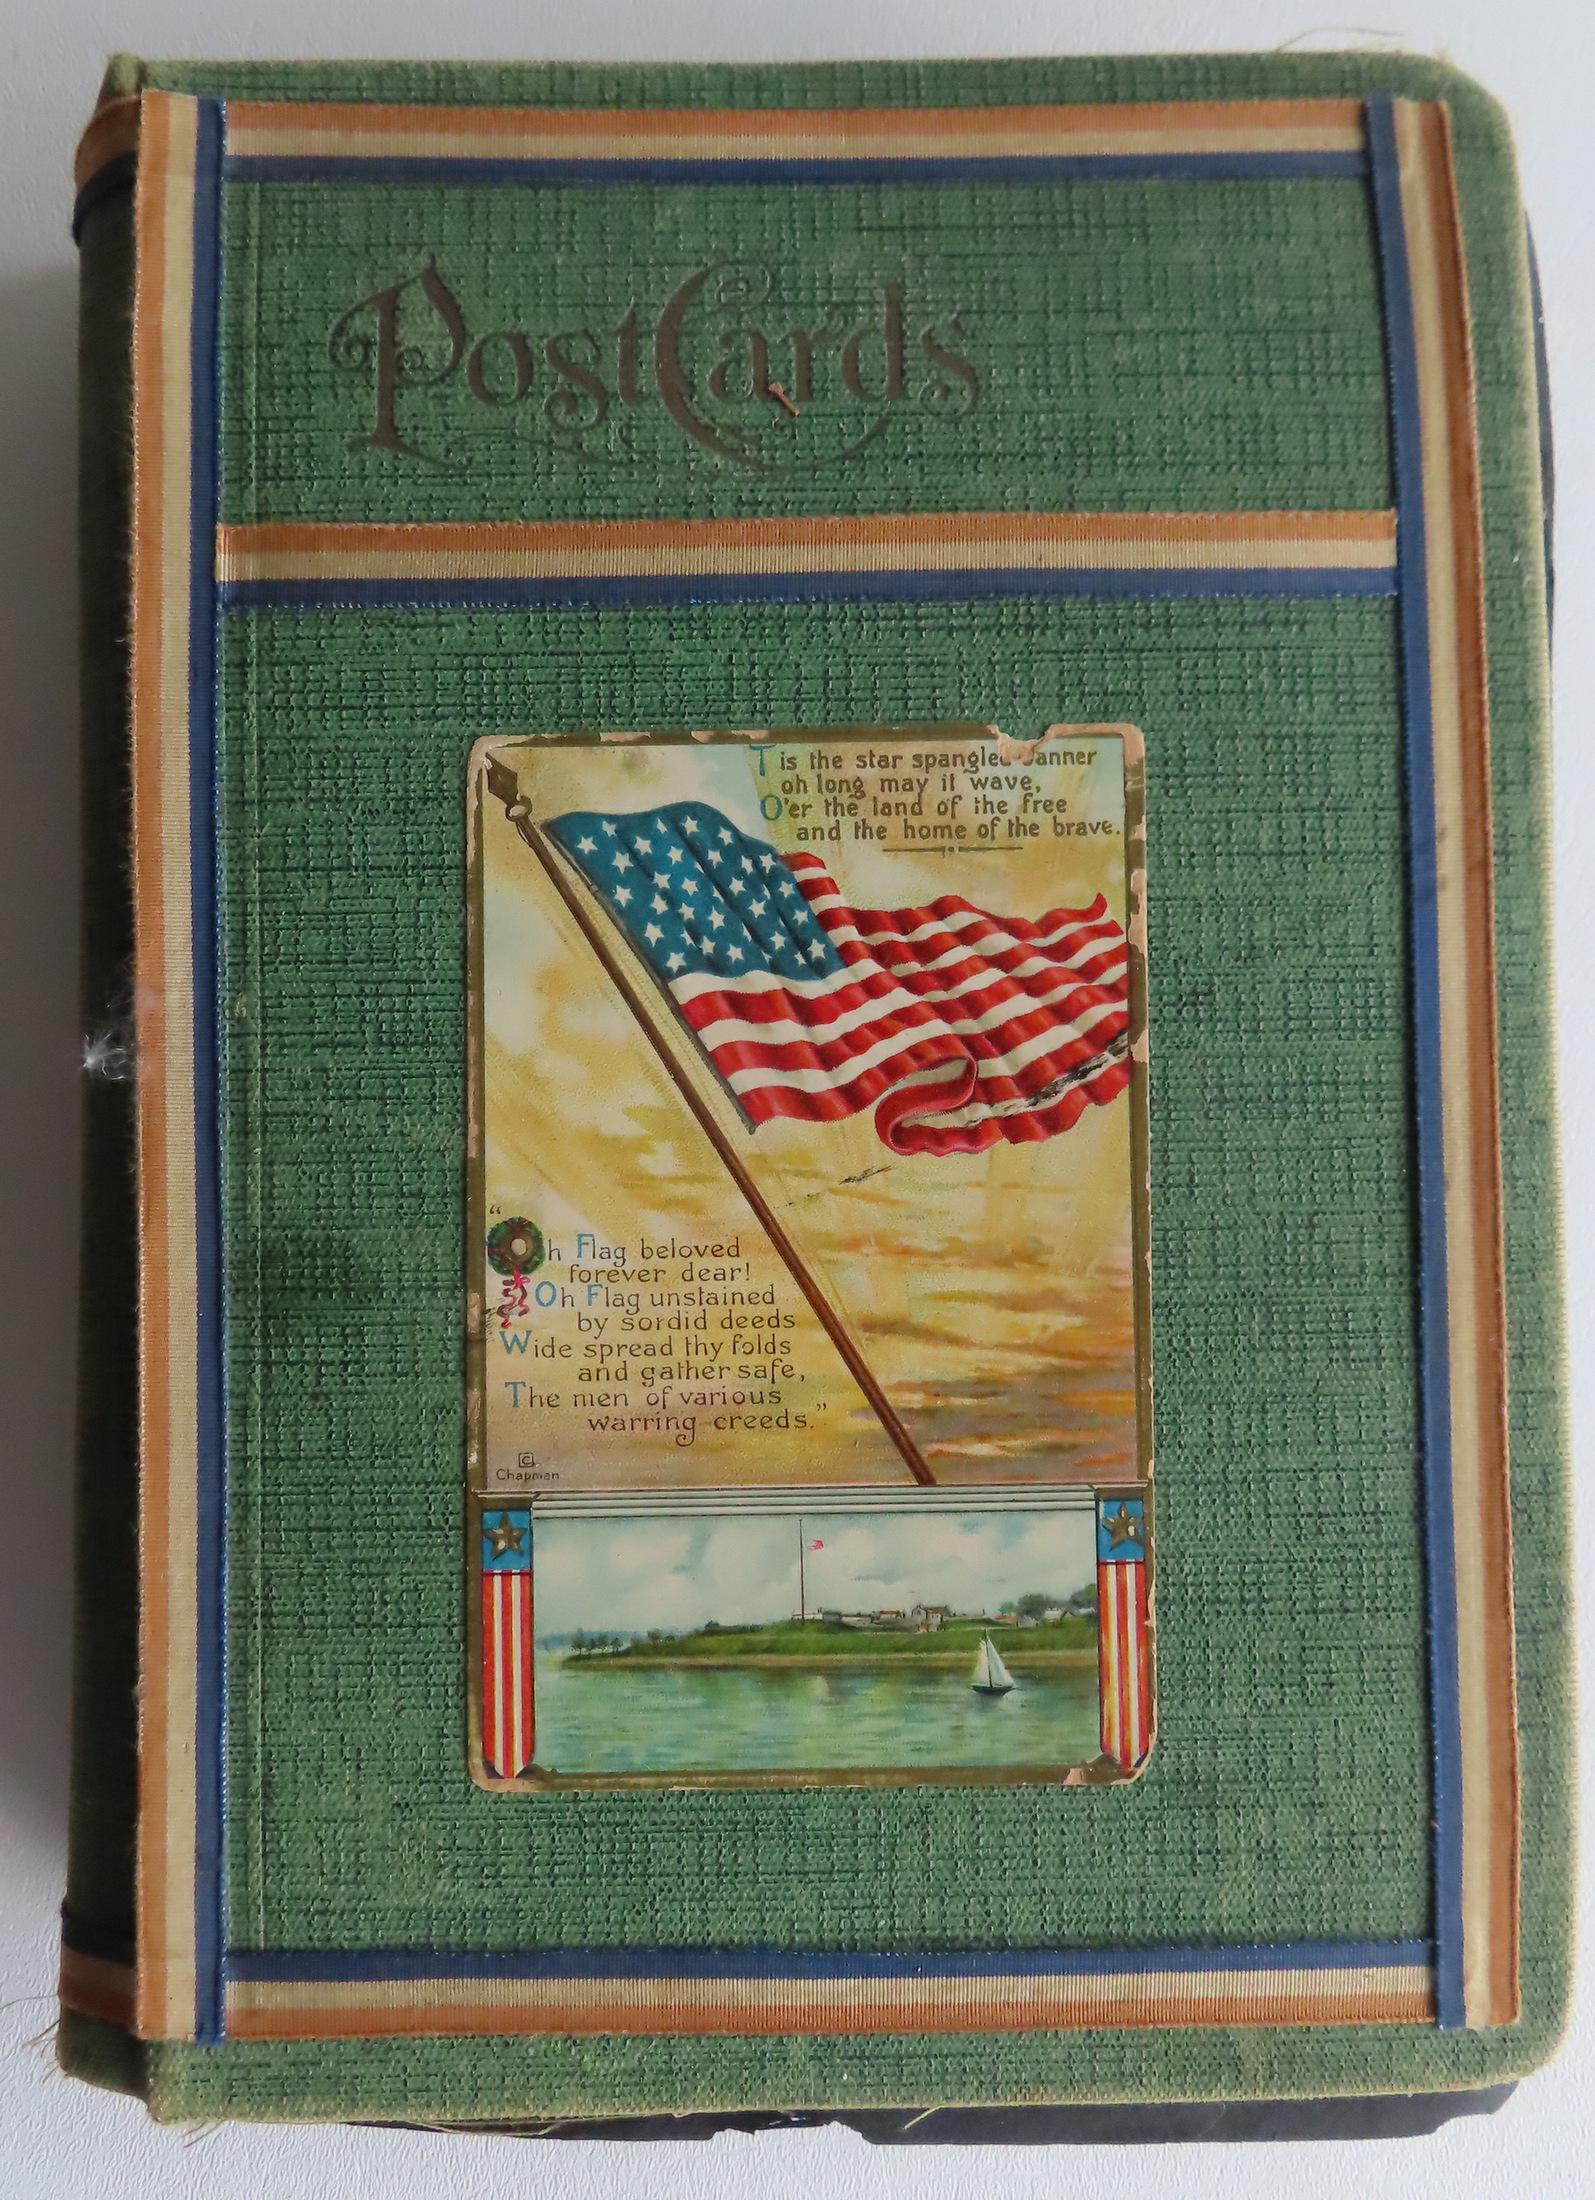 PostCards
Tis the star spangled banner
oh long may it wave,
O'er the land of the free
and the home of the brave.
"Oh Flag beloved
forever dear!
Oh Flag unstained
by sordid deeds
Wide spread thy folds
and gather safe,
The men of various
warring creeds."
C
Chapman